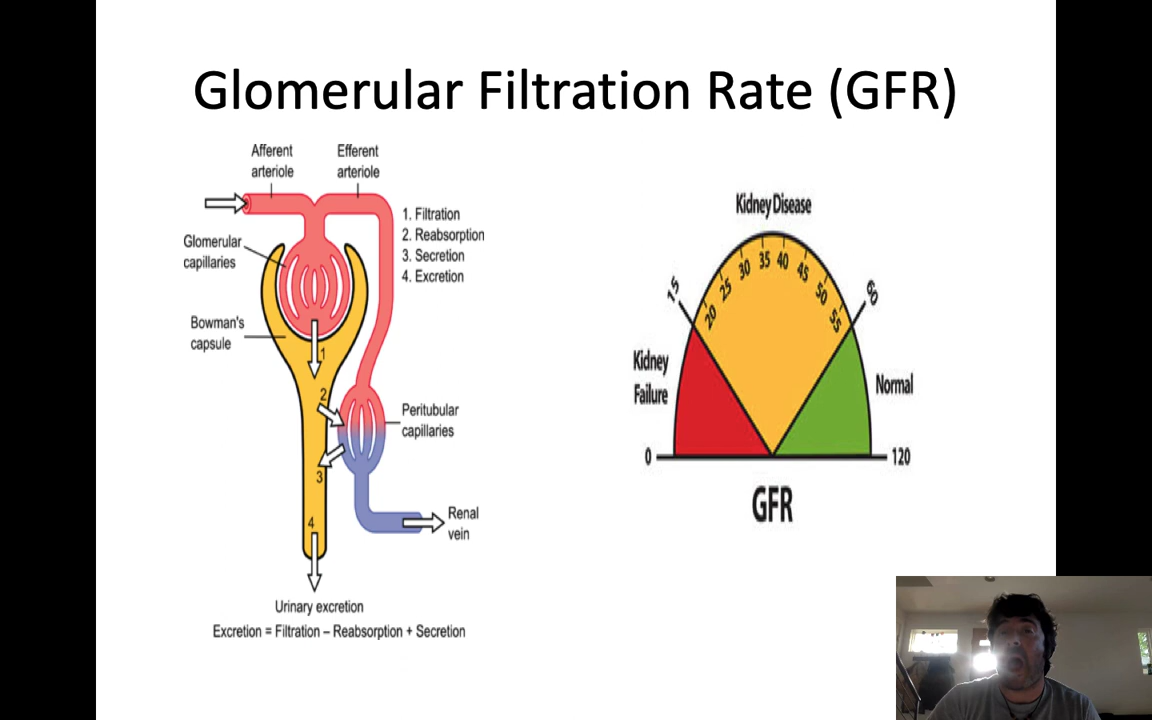 Glomerular Filtration Rate (GFR)
Afferent
arteriole
Efferent
arteriole
1. Filtration
2. Reabsorption
3. Secretion
4. Excretion
Glomerular
capillaries
Bowman's
capsule
1
2
3
4
Peritubular
capillaries
Renal
vein
Urinary excretion
Excretion = Filtration – Reabsorption + Secretion
Kidney Disease
15
20
25
30
35
40
45
50
55
60
Kidney
Failure
Normal
0
120
GFR